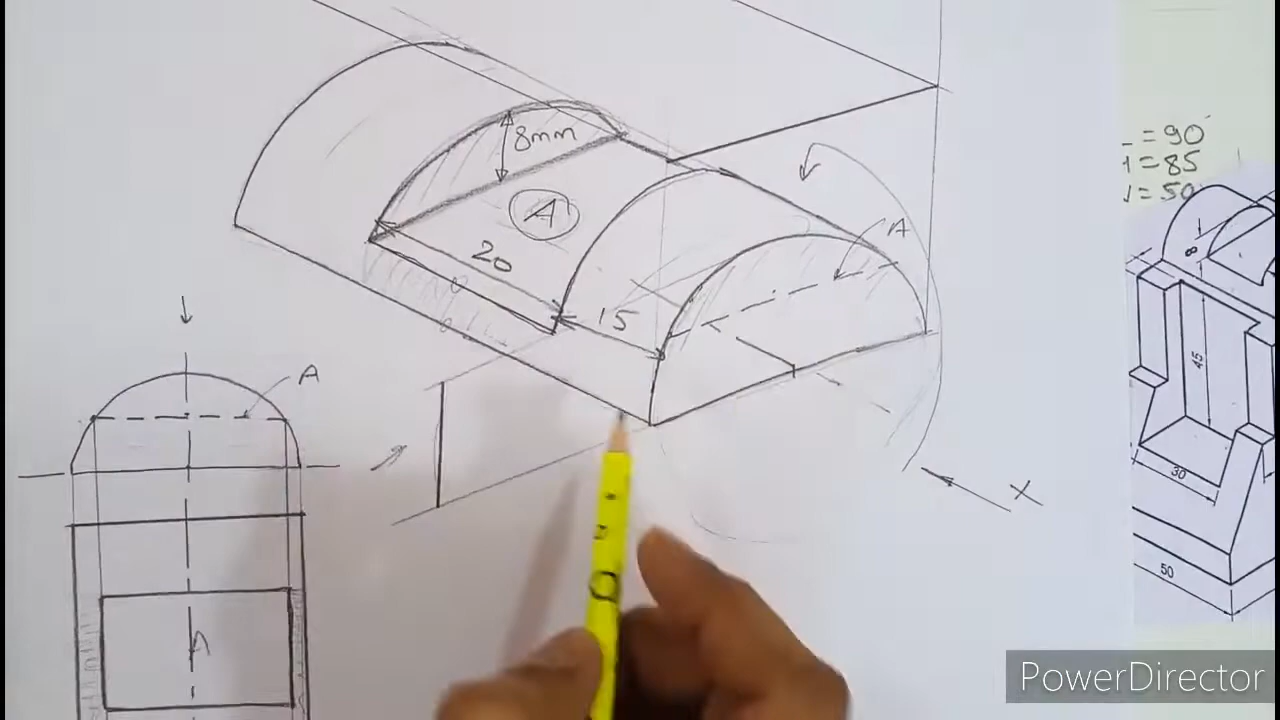 8mm
A
20
15
A
A
A
X
= 90
= 85
= 50
8
45
30
50
PowerDirector